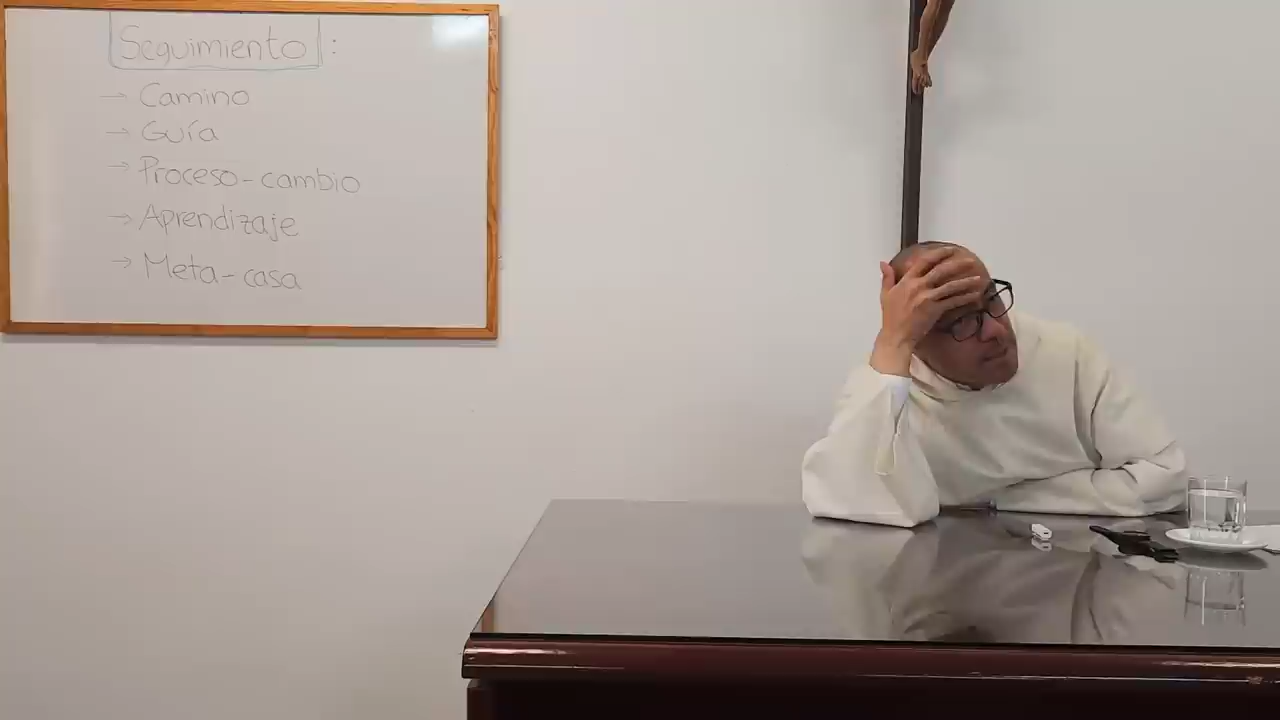 Seguimiento :
→ Camino
→ Guía
→ Proceso-cambio
→ Aprendizaje
→ Meta-casa